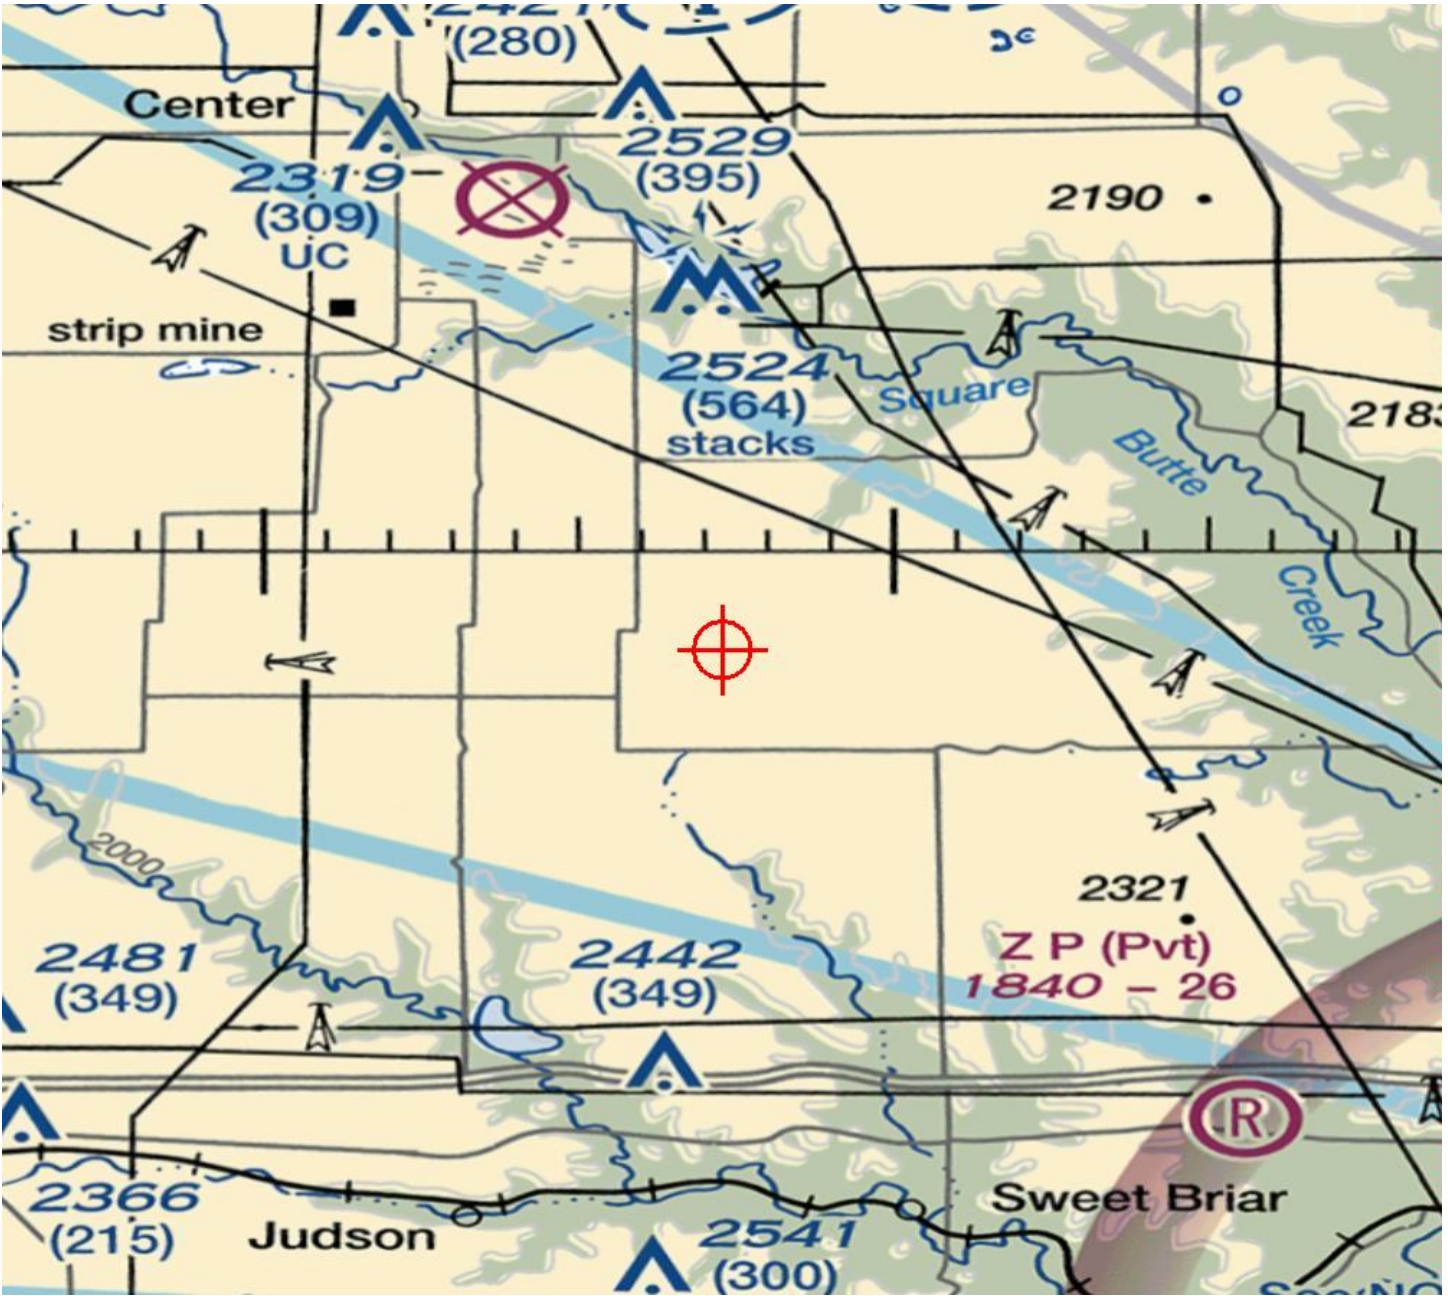 (280)
Center
2319
(309)
UC
2529
(395)
2190
strip mine
2524
(564)
stacks
Square
Butte
Creek
2000
2321
Z P (Pvt)
1840 - 26
2481
(349)
2442
(349)
R
2366
(215)
Judson
2541
(300)
Sweet Briar